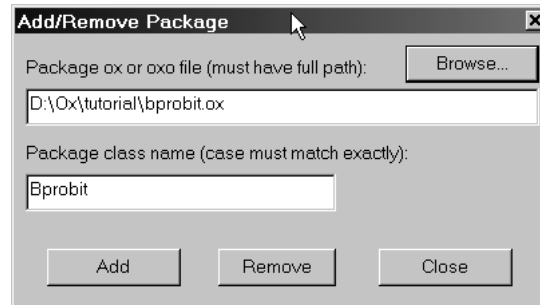 Add/Remove Package
Package ox or oxo file (must have full path):
Browse...
D:\Ox\tutorial\bprobit.ox
Package class name (case must match exactly):
Bprobit
Add Remove Close